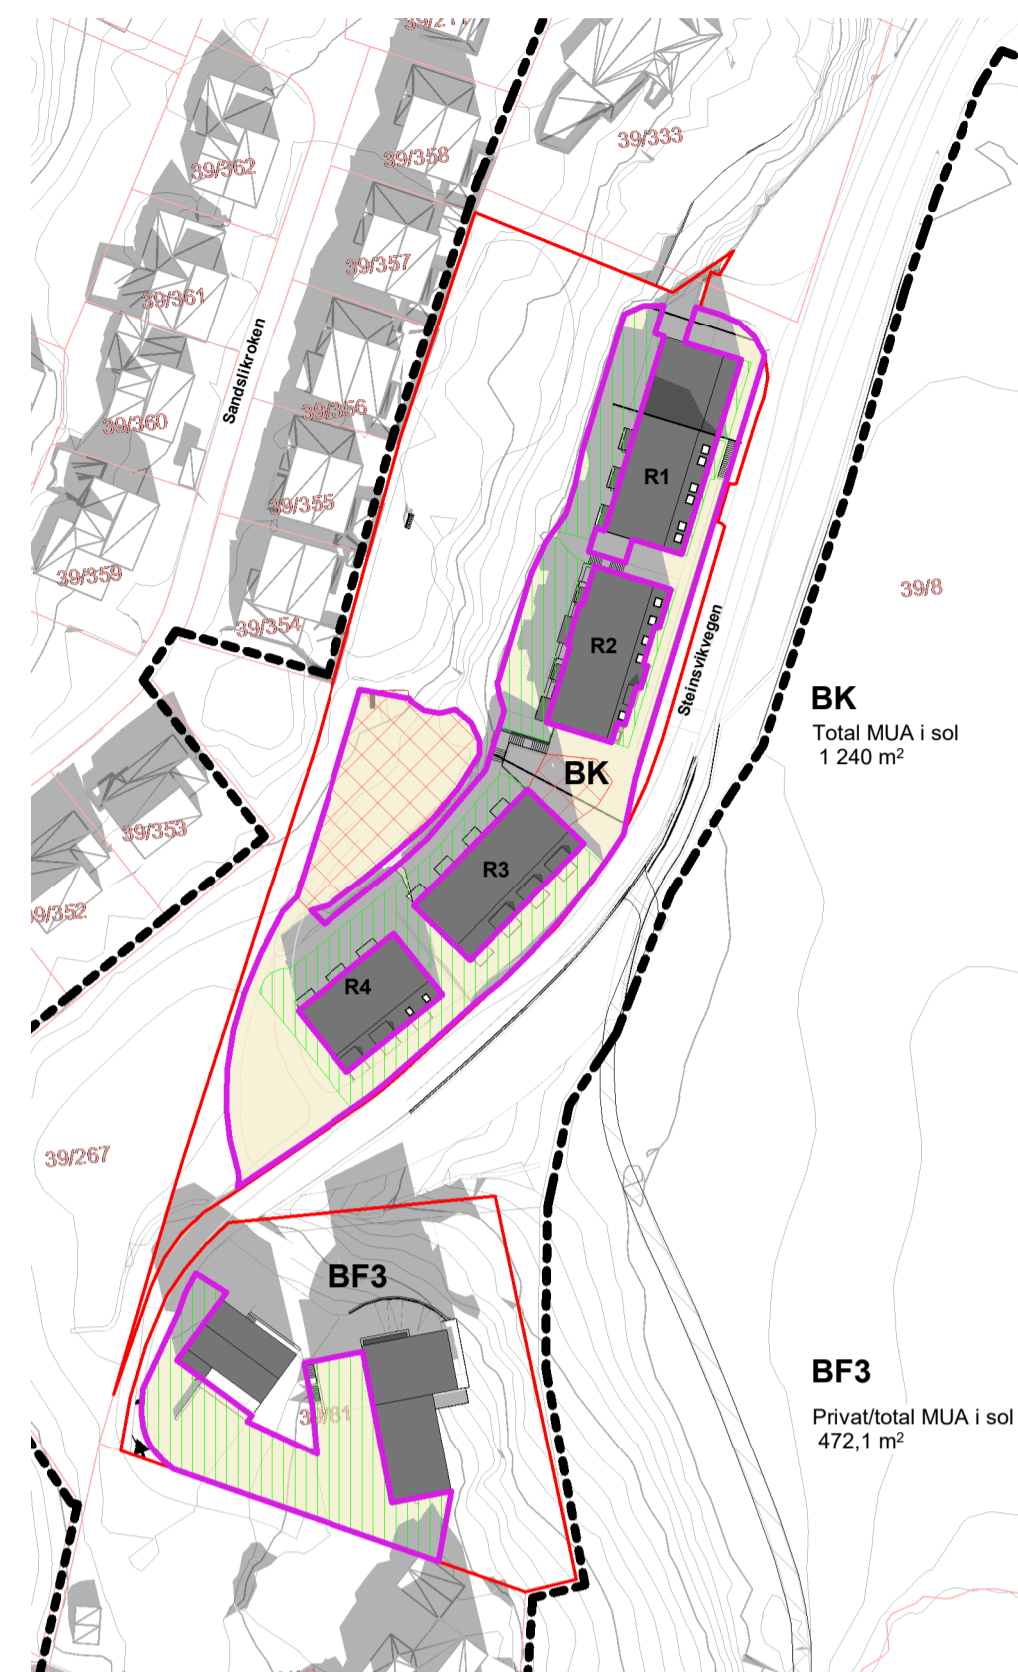 39/333
39/358
39/362
39/357
39/361
Sandslikroken
39/356
39/360
R1
39/355
39/359
39/8
39/354
R2
Steinsvikvegen
BK
Total MUA i sol
1 240 m²
BK
39/353
R3
39/352
R4
39/267
BF3
BF3
Privat/total MUA i sol
472,1 m²